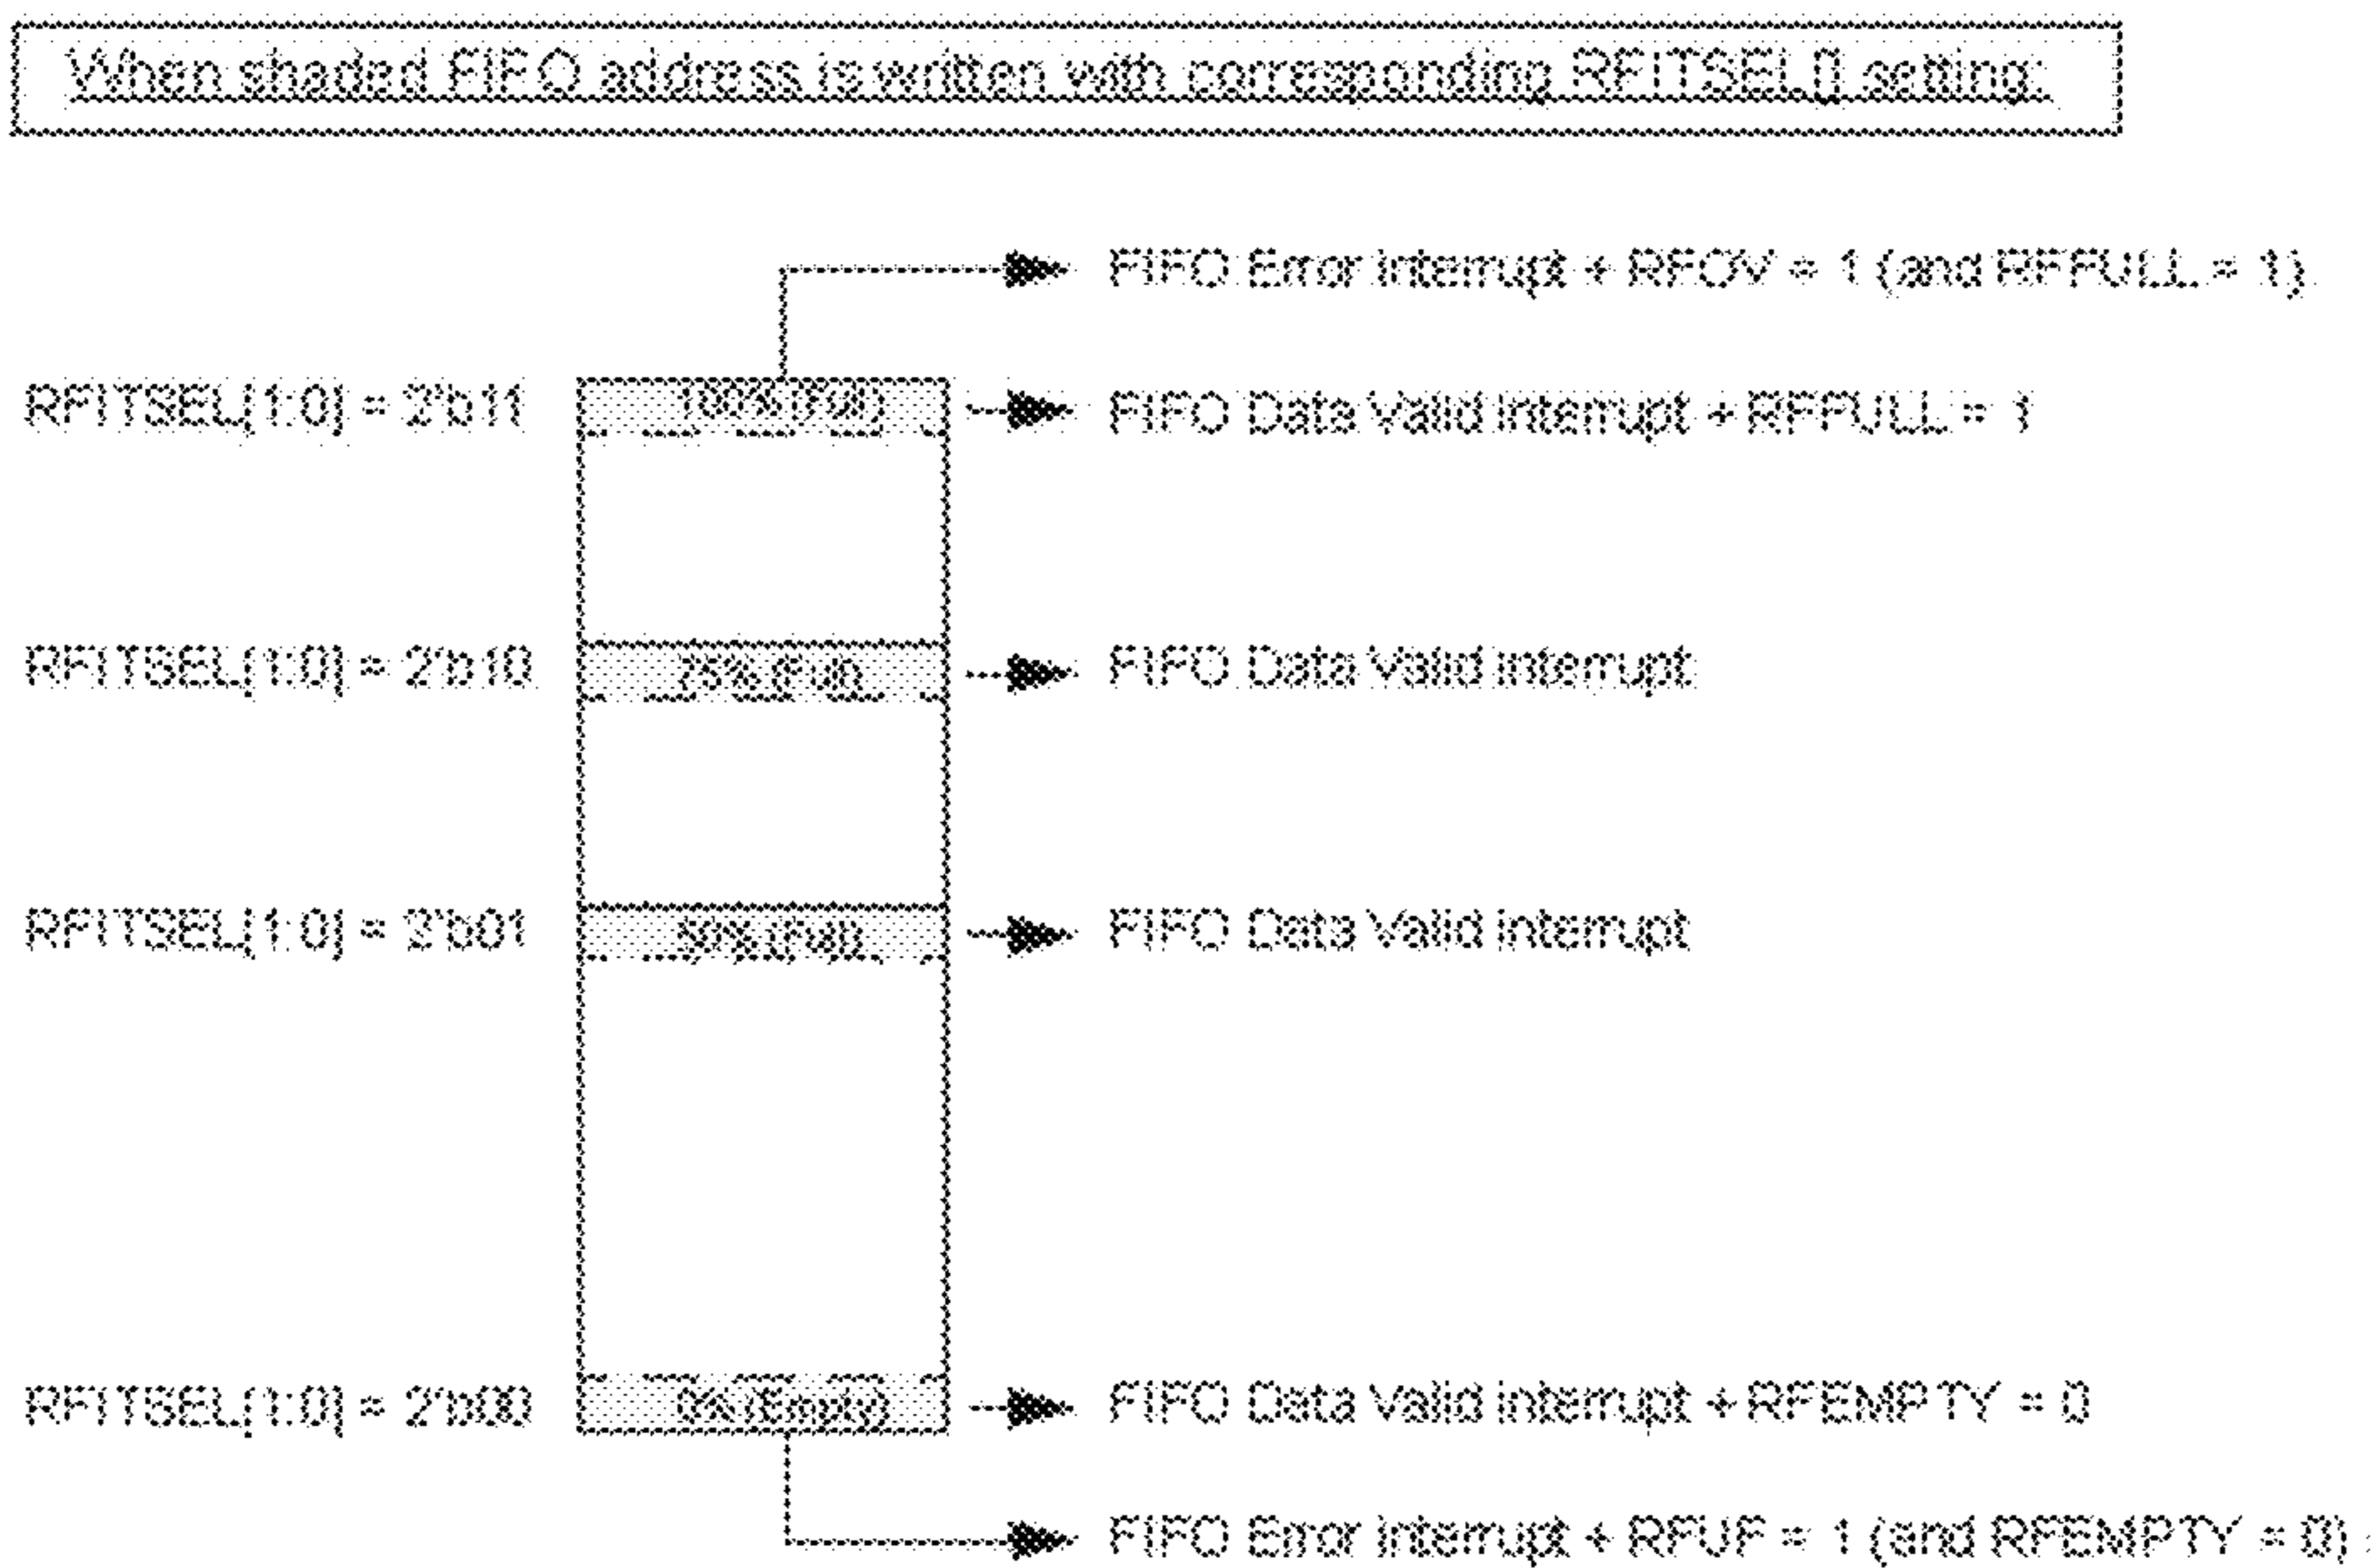 When shaded FIFO address is written with corresponding RFITSEL[] setting:
FIFO Error Interrupt + RFOV = 1 (and RFFULL = 1)
RFITSEL[1:0] = 2'b11 100% (Full) FIFO Data Valid Interrupt + RFFULL = 1
RFITSEL[1:0] = 2'b10 75% (Full) FIFO Data Valid Interrupt
RFITSEL[1:0] = 2'b01 50% (Full) FIFO Data Valid Interrupt
RFITSEL[1:0] = 2'b00 0% (Empty) FIFO Data Valid Interrupt + RFEMPTY = 0
FIFO Error Interrupt + RFUF = 1 (and RFEMPTY = 0)